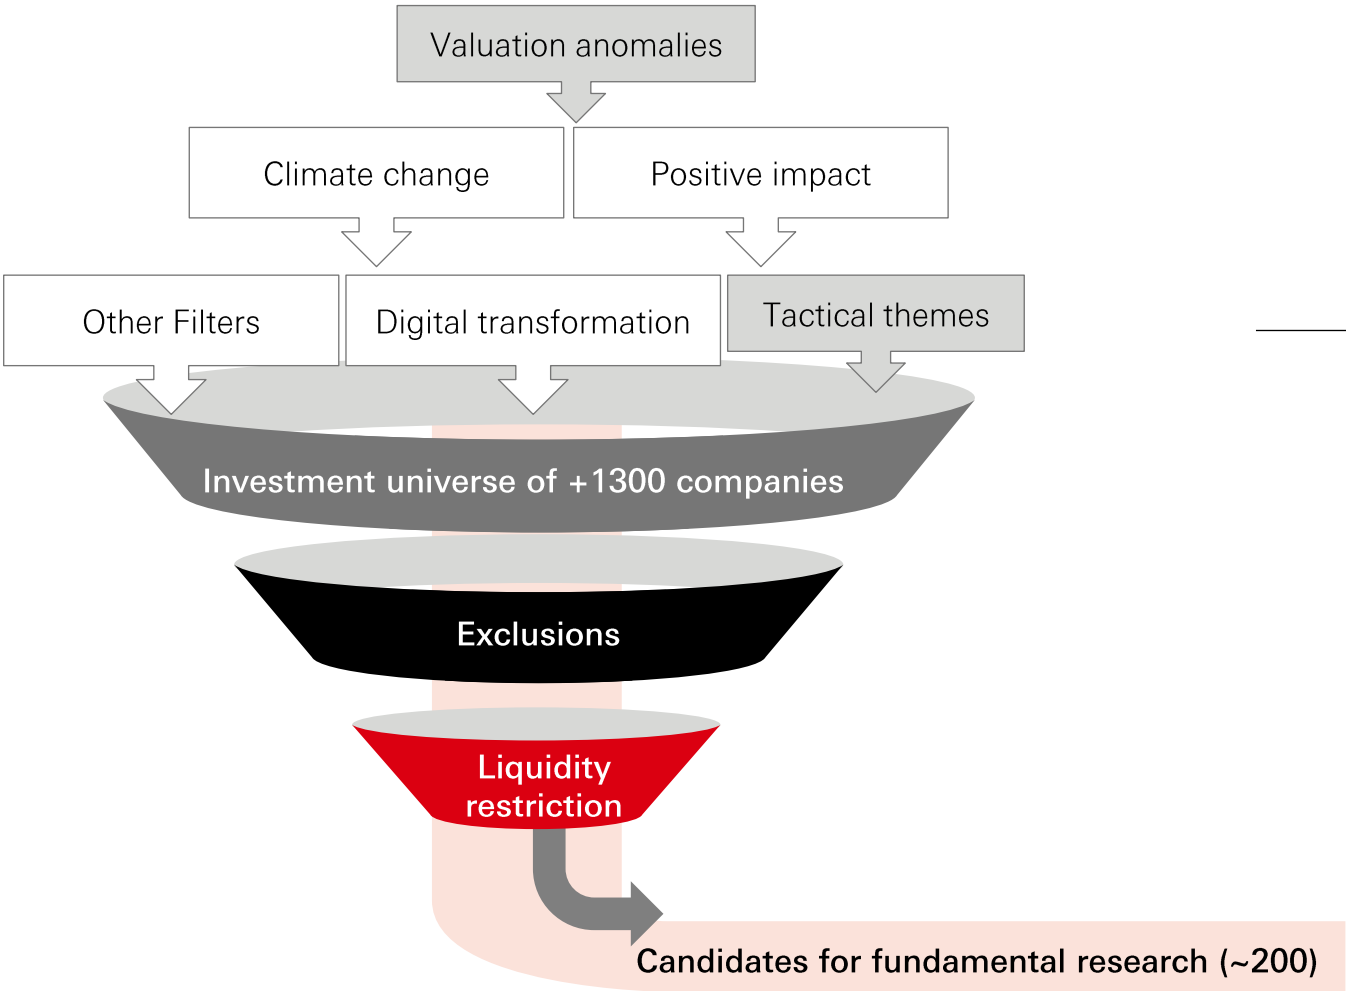 Valuation anomalies
Climate change
Positive impact
Other Filters
Digital transformation
Tactical themes
Investment universe of +1300 companies
Exclusions
Liquidity
restriction
Candidates for fundamental research (~200)